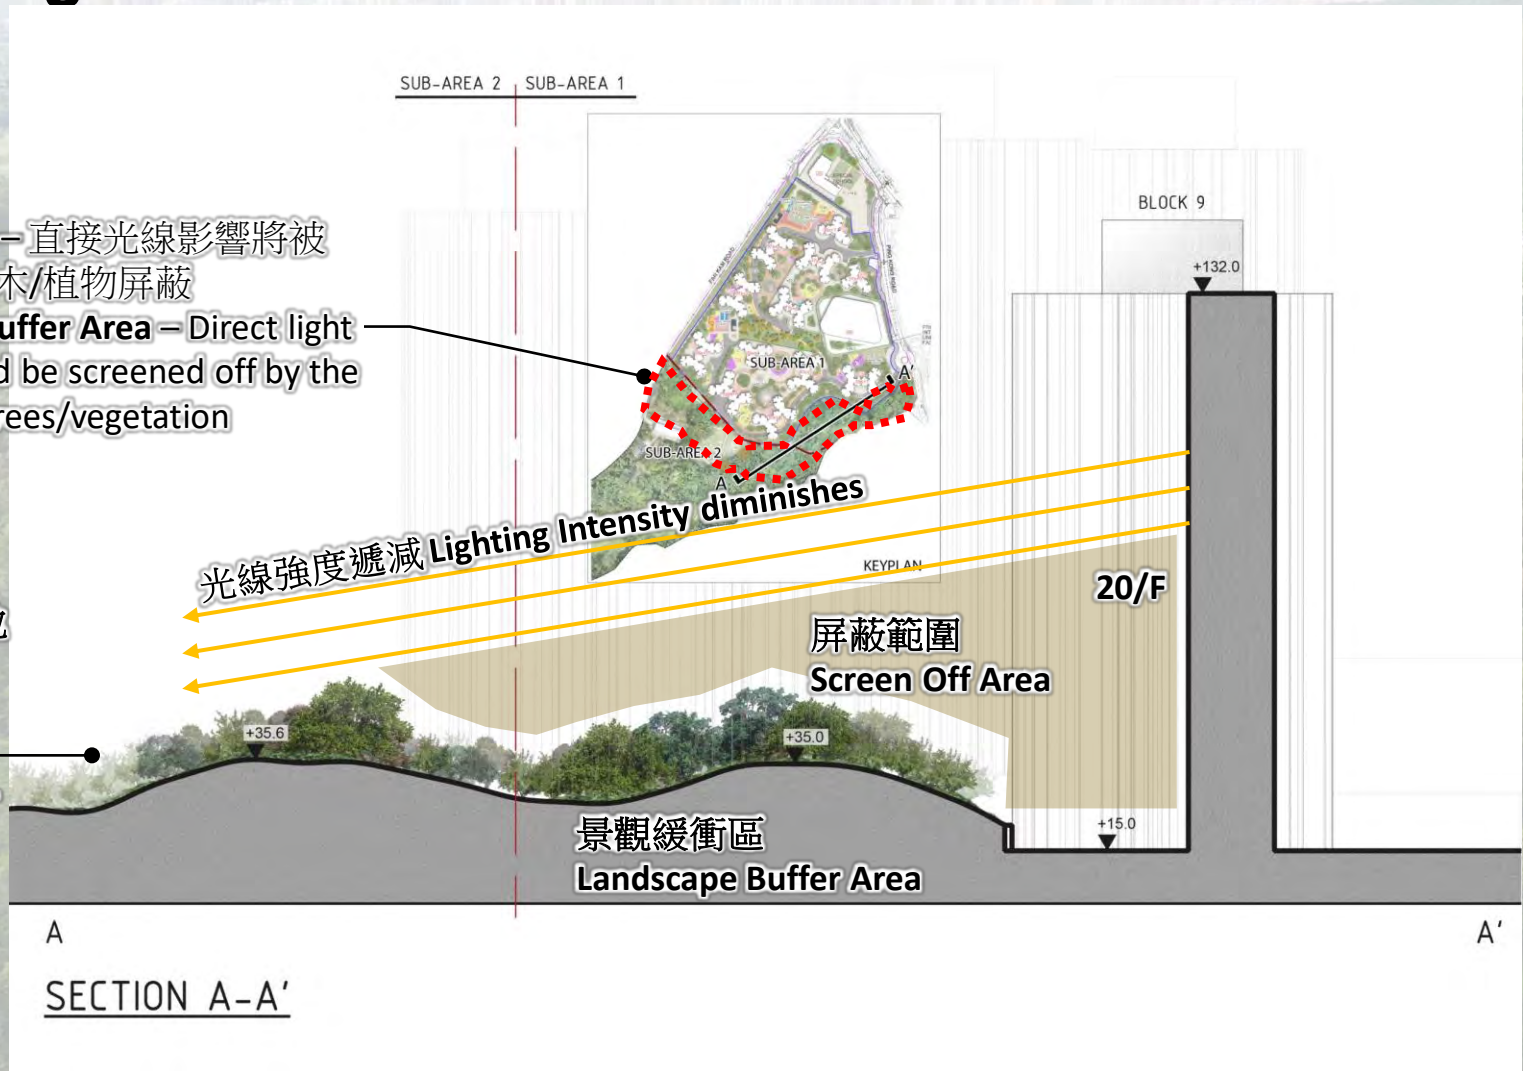 SUB-AREA 2 SUB-AREA 1
– 直接光線影響將被
木/植物屏蔽
uffer Area – Direct light
d be screened off by the
rees/vegetation
PING KONG ROAD
SUB-AREA 1
A'
SUB-AREA 2
A
KEYPLAN
BLOCK 9
+132.0
光線強度遞減 Lighting Intensity diminishes
20/F
屏蔽範圍
Screen Off Area
+35.6
+35.0
+15.0
景觀緩衝區
Landscape Buffer Area
A A'
SECTION A-A'